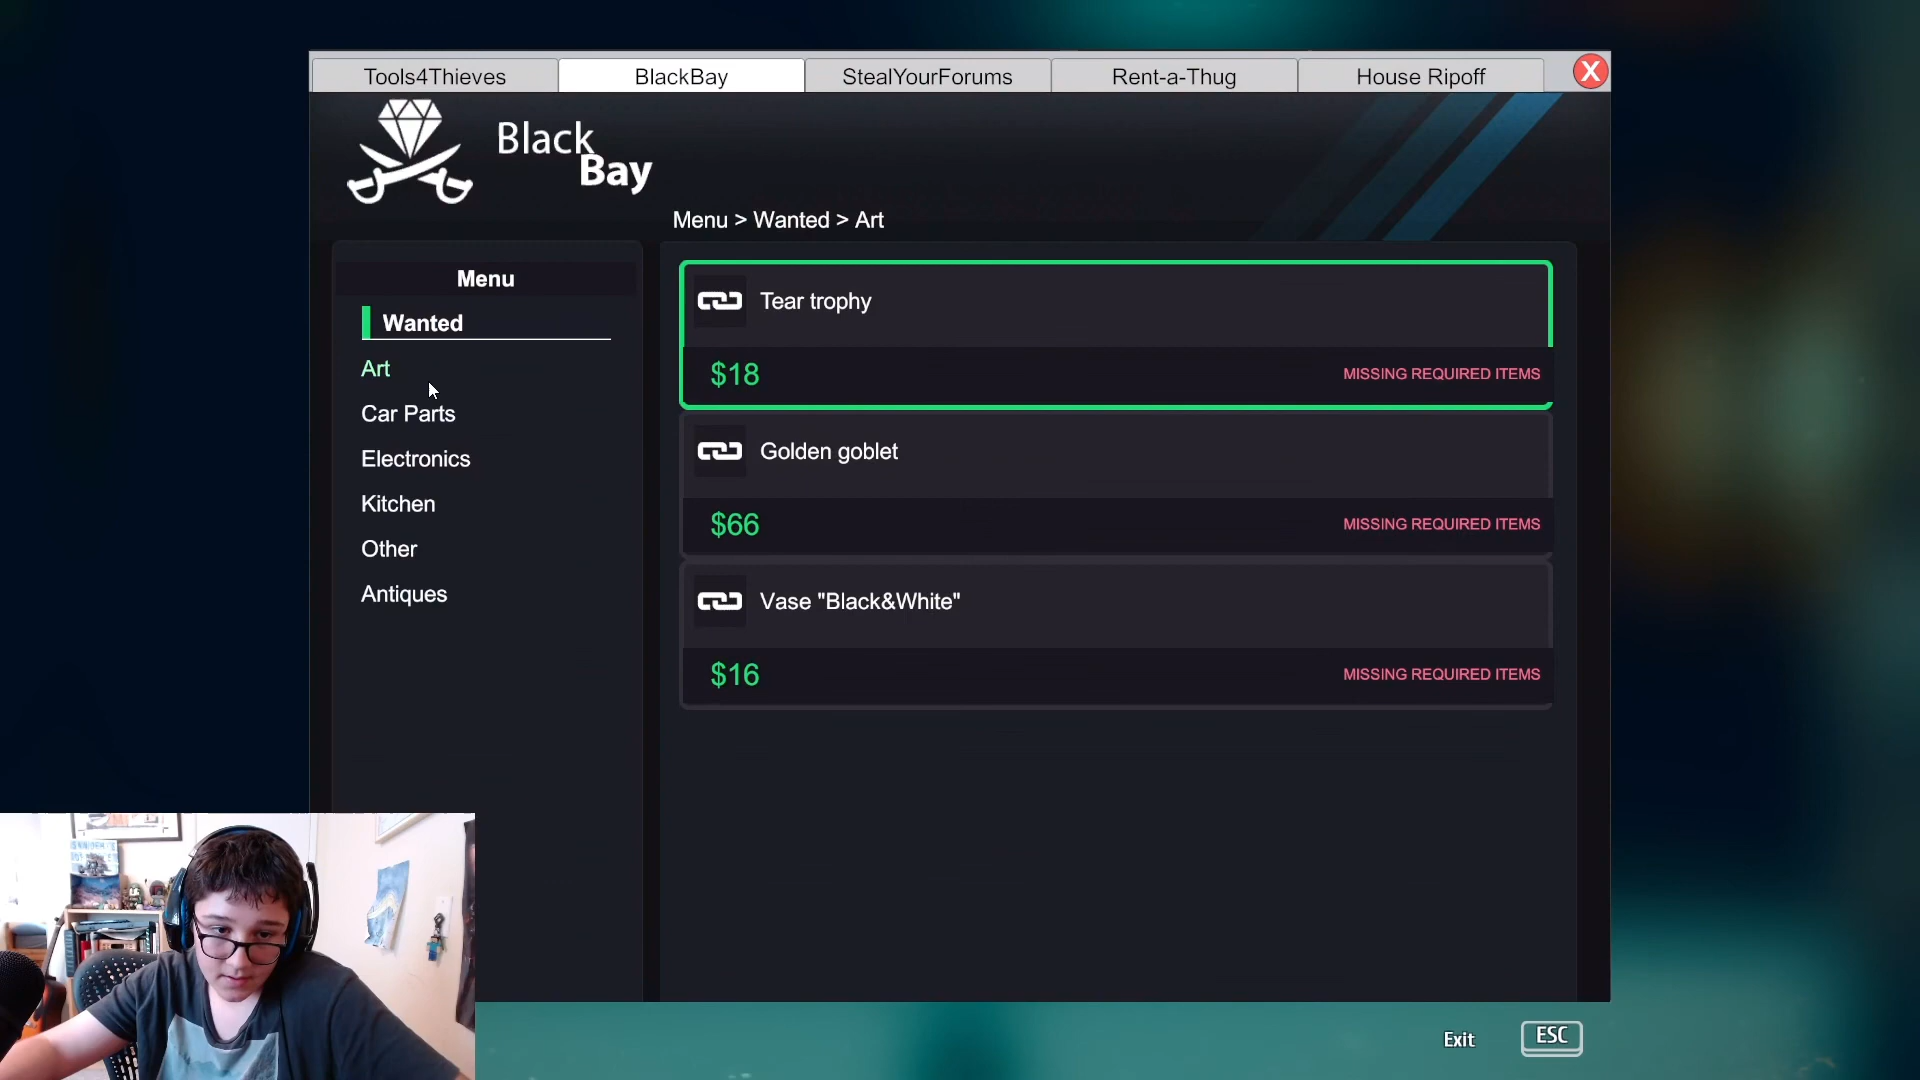 Tools4Thieves
BlackBay
StealYourForums
Rent-a-Thug
House Ripoff
X
Black
Bay
Menu > Wanted > Art
Menu
Wanted
Art
Car Parts
Electronics
Kitchen
Other
Antiques
Tear trophy
$18
MISSING REQUIRED ITEMS
Golden goblet
$66
MISSING REQUIRED ITEMS
Vase "Black&White"
$16
MISSING REQUIRED ITEMS
Exit
ESC